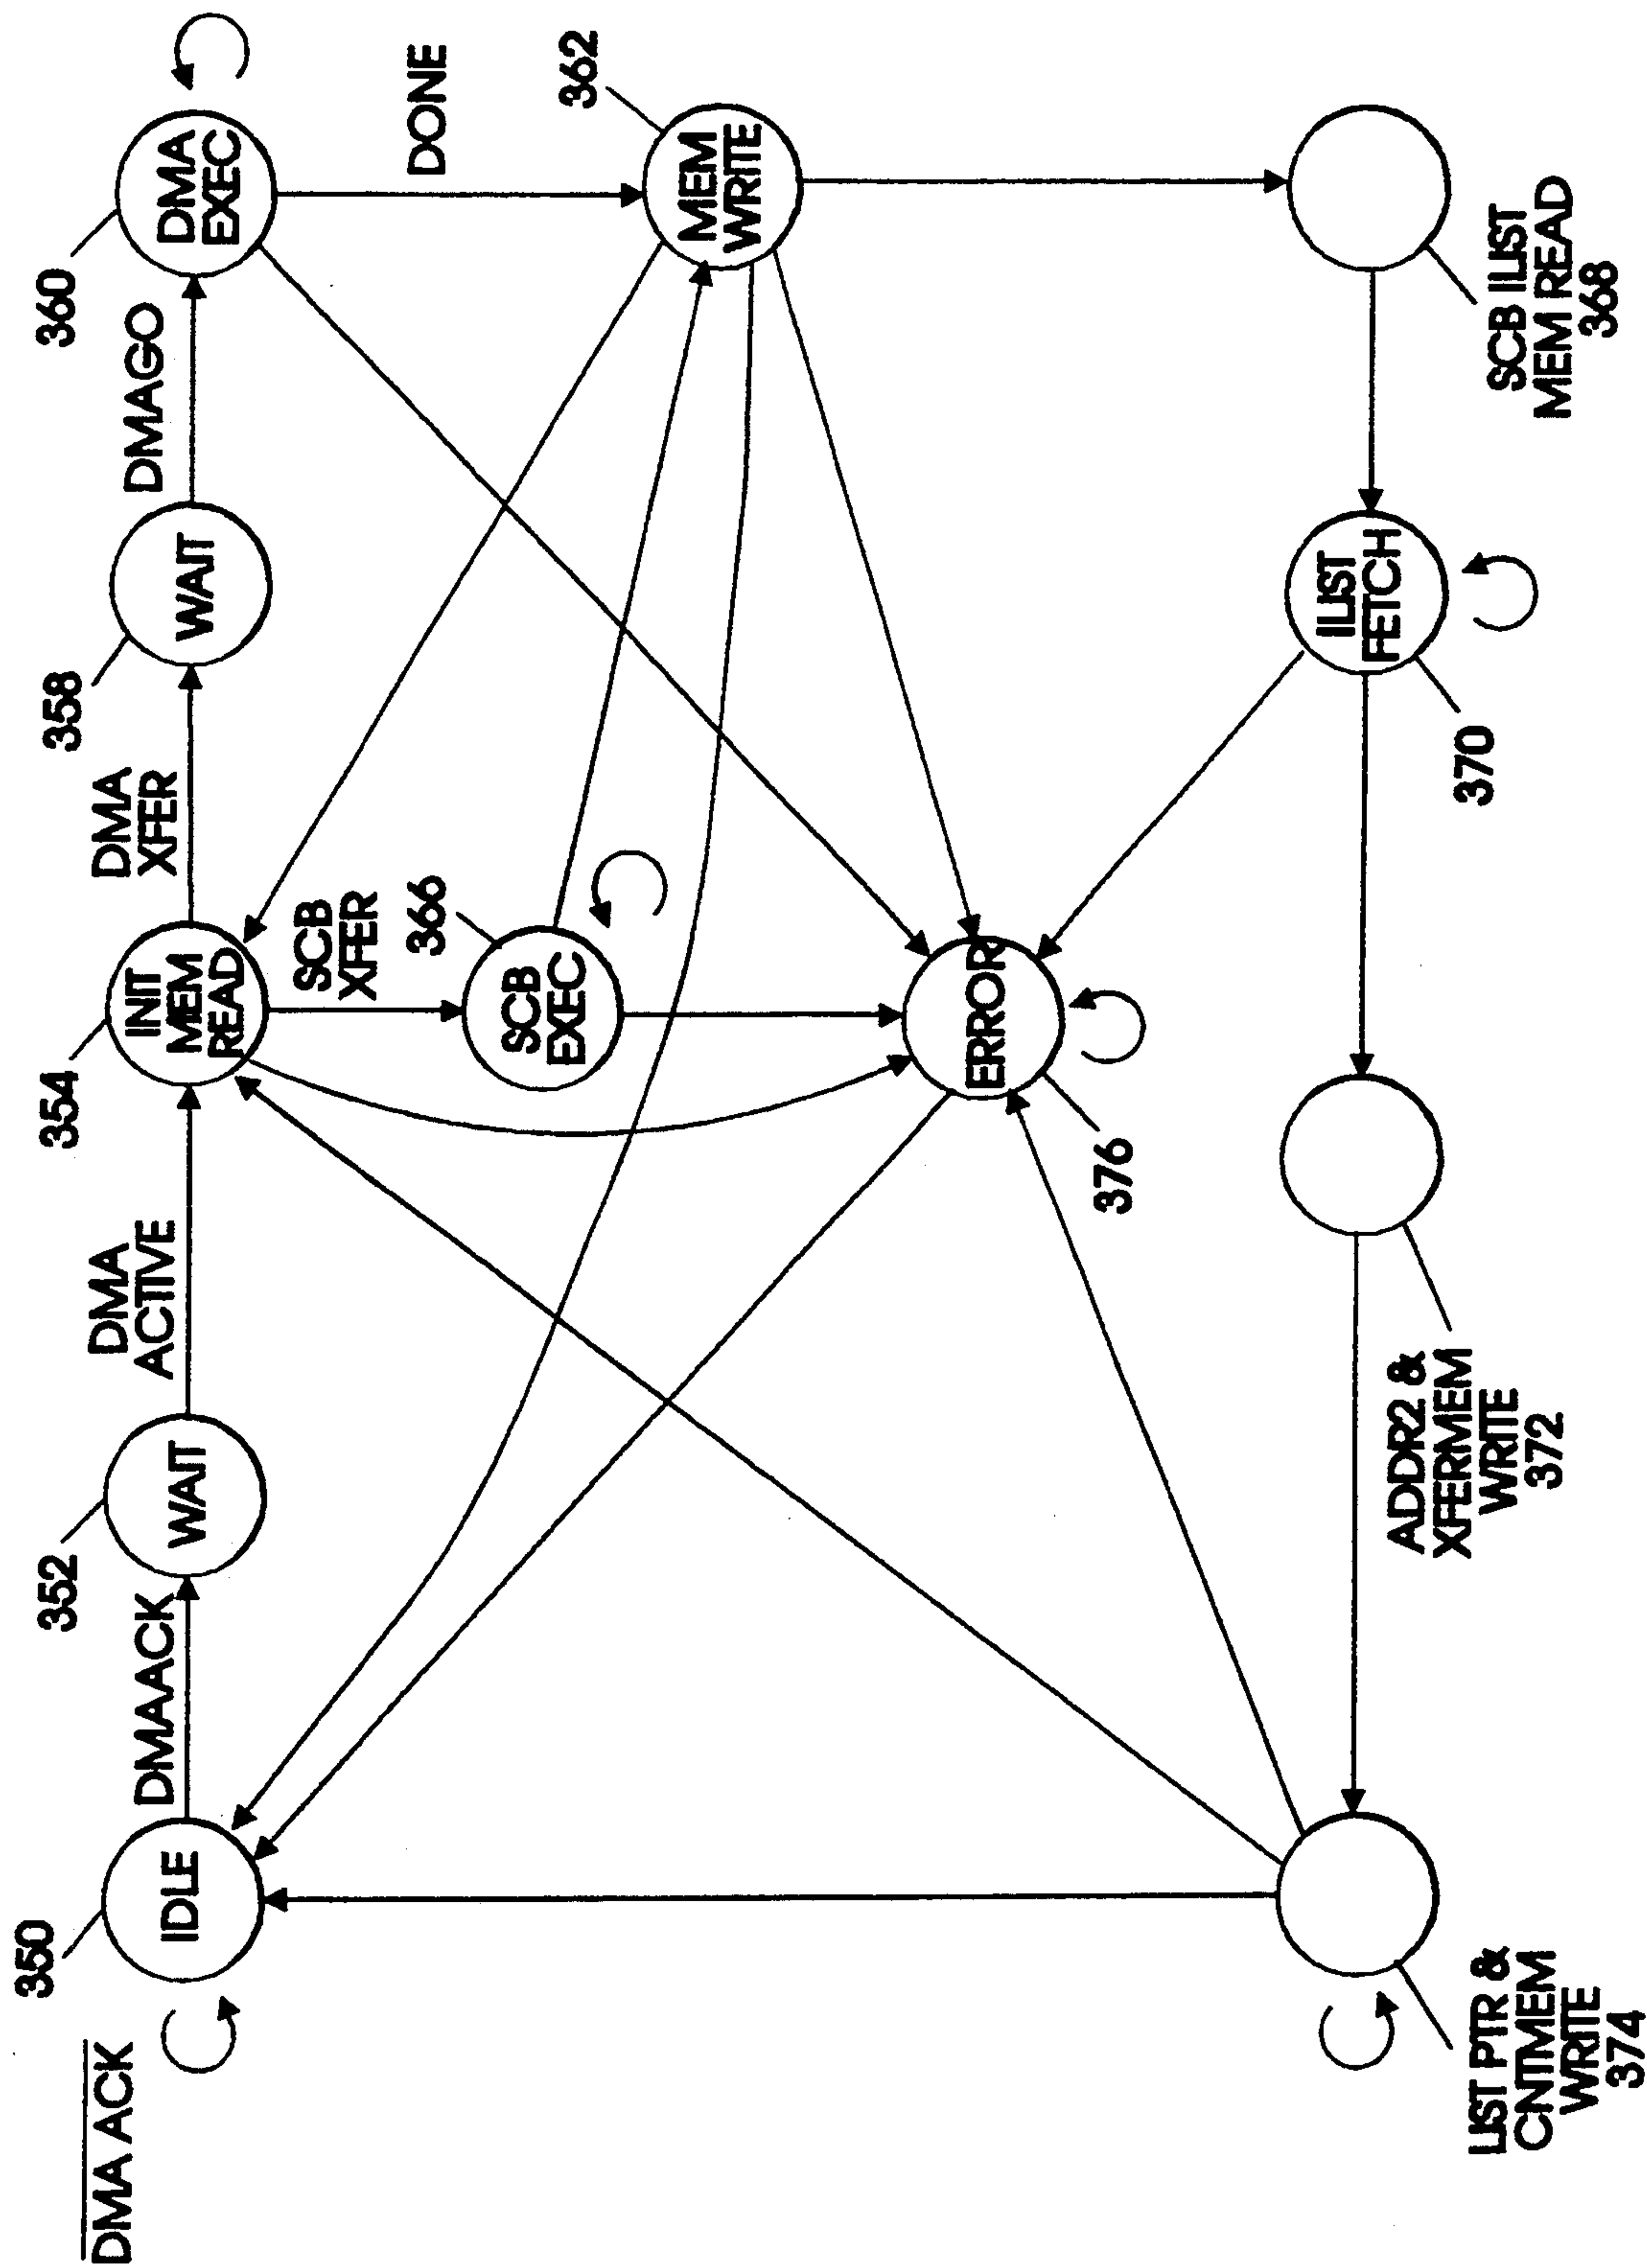 DMA ACK
350
IDLE
DMAACK
352
WAIT
DMA
ACTIVE
354
INIT
MEM
READ
DMA
XFER
358
WAIT
DMAGO
360
DMA
EXEC
DONE
SCB
XFER
366
SCB
EXEC
362
MEM
WRITE
ERROR
376
LIST PTR &
CNTMEM
WRITE
374
ADDR2 &
XFERMEM
WRITE
372
ILIST
FETCH
370
SCB ILIST
MEM READ
368